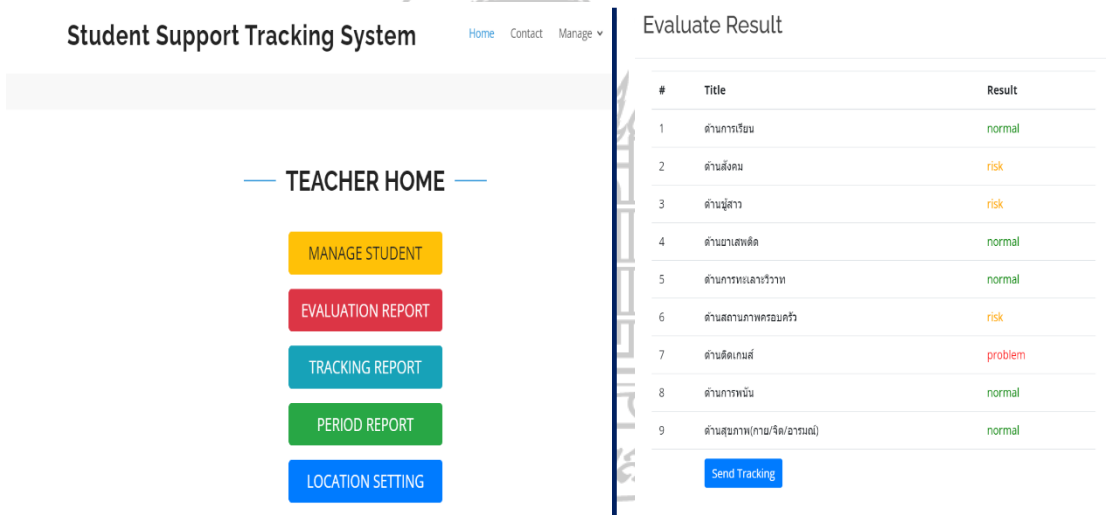 Student Support Tracking System
Home Contact Manage
TEACHER HOME
MANAGE STUDENT
EVALUATION REPORT
TRACKING REPORT
PERIOD REPORT
LOCATION SETTING
Evaluate Result
# Title Result
1 ด้านการเรียน normal
2 ด้านสังคม risk
3 ด้านชู้สาว risk
4 ด้านยาเสพติด normal
5 ด้านการทะเลาะวิวาท normal
6 ด้านสถานภาพครอบครัว risk
7 ด้านติดเกมส์ problem
8 ด้านการพนัน normal
9 ด้านสุขภาพ(กาย/จิต/อารมณ์) normal
Send Tracking